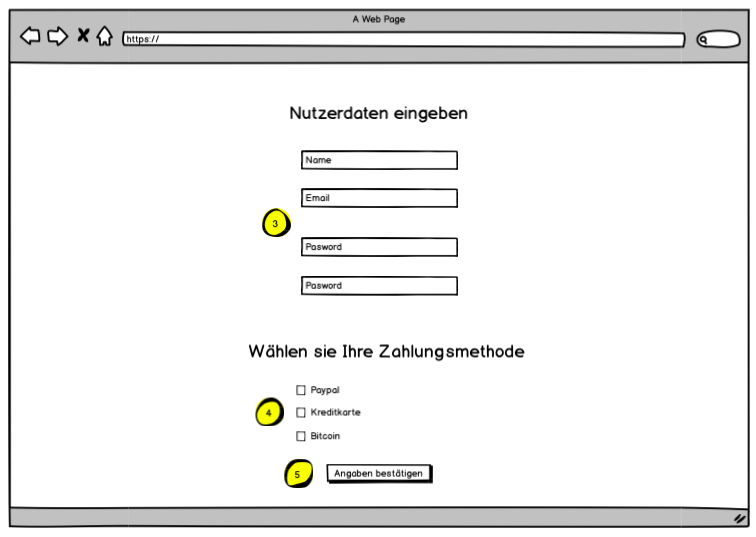 A Web Page
https://
Nutzerdaten eingeben
Name
Email
3
Pasword
Pasword
Wählen sie Ihre Zahlungsmethode
Paypal
4 Kreditkarte
Bitcoin
5 Angaben bestätigen